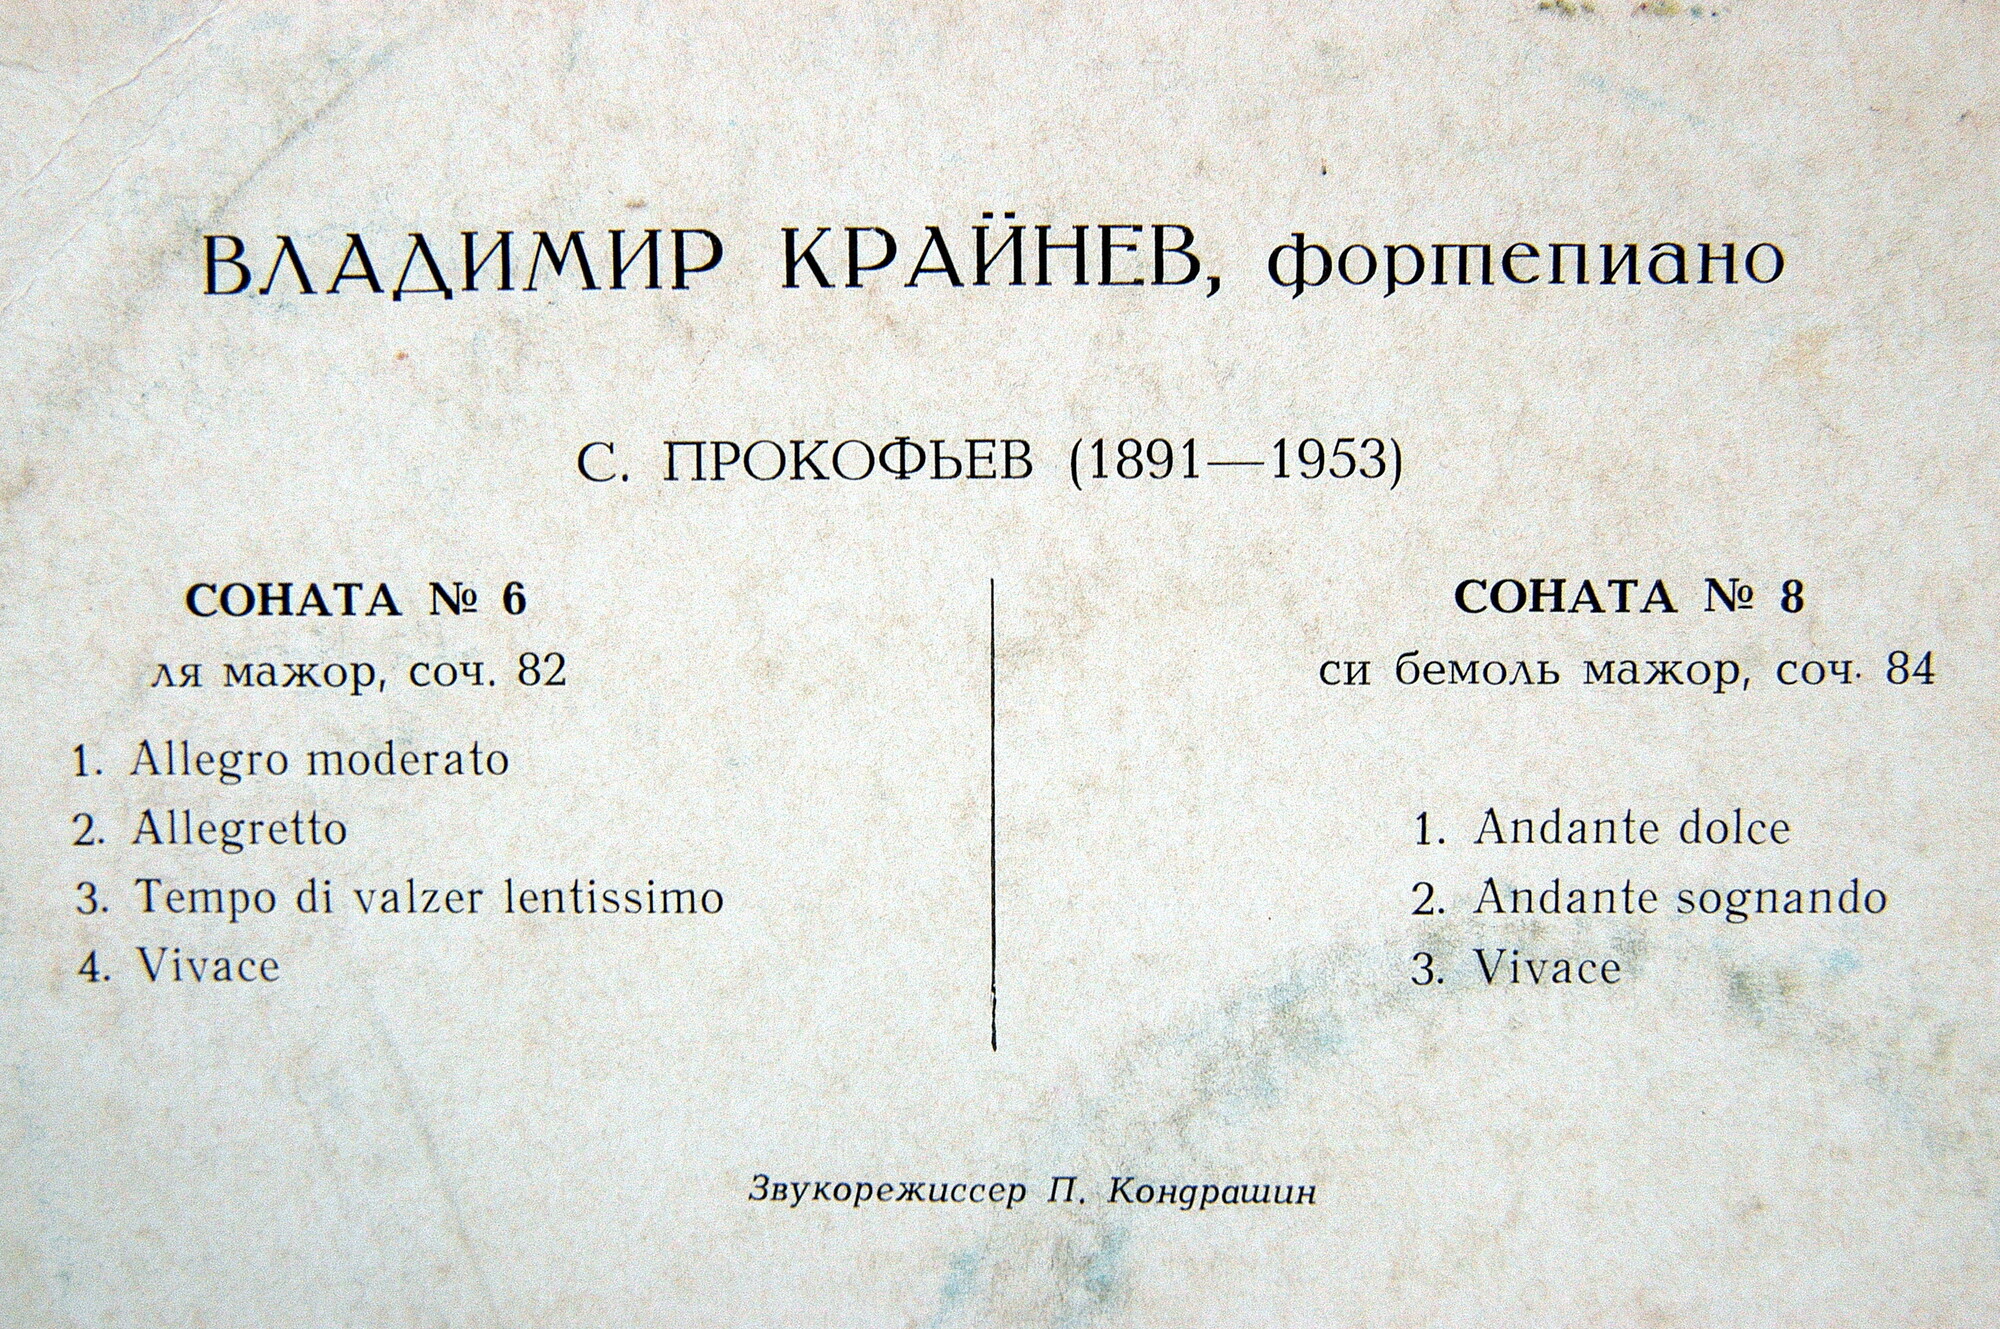 ВЛАДИМИР КРАЙНЕВ, фортепиано
С. ПРОКОФЬЕВ (1891—1953)
СОНАТА № 6
ля мажор, соч. 82
1. Allegro moderato
2. Allegretto
3. Tempo di valzer lentissimo
4. Vivace
СОНАТА № 8
си бемоль мажор, соч. 84
1. Andante dolce
2. Andante sognando
3. Vivace
Звукорежиссер П. Кондрашин